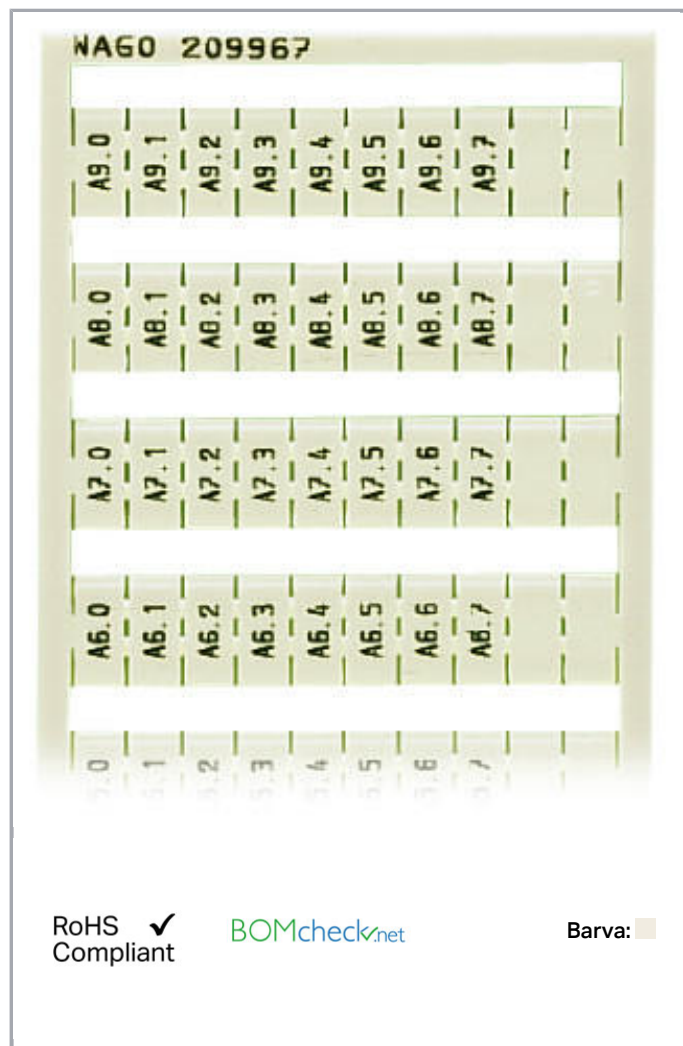 WAGO 209967
A9.0 A9.1 A9.2 A9.3 A9.4 A9.5 A9.6 A9.7
A8.0 A8.1 A8.2 A8.3 A8.4 A8.5 A8.6 A8.7
A7.0 A7.1 A7.2 A7.3 A7.4 A7.5 A7.6 A7.7
A6.0 A6.1 A6.2 A6.3 A6.4 A6.5 A6.6
RoHS ✓
Compliant
BOMcheck.net
Barva: